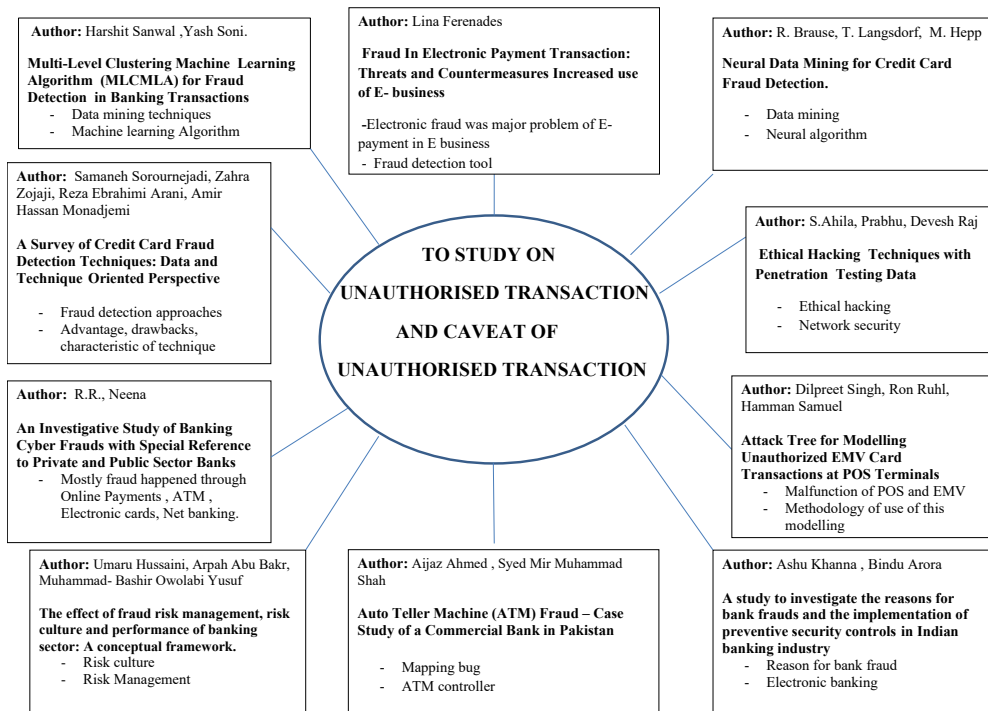 Author: Harshit Sanwal ,Yash Soni.
Multi-Level Clustering Machine Learning
Algorithm (MLCMLA) for Fraud
Detection in Banking Transactions
- Data mining techniques
- Machine learning Algorithm
Author: Lina Ferenades
Fraud In Electronic Payment Transaction:
Threats and Countermeasures Increased use
of E- business
-Electronic fraud was major problem of E-
payment in E business
- Fraud detection tool
Author: R. Brause, T. Langsdorf, M. Hepp
Neural Data Mining for Credit Card
Fraud Detection.
- Data mining
- Neural algorithm
Author: Samaneh Sorournejadi, Zahra
Zojaji, Reza Ebrahimi Arani, Amir
Hassan Monadjemi
A Survey of Credit Card Fraud
Detection Techniques: Data and
Technique Oriented Perspective
- Fraud detection approaches
- Advantage, drawbacks,
characteristic of technique
TO STUDY ON
UNAUTHORISED TRANSACTION
AND CAVEAT OF
UNAUTHORISED TRANSACTION
Author: S.Ahila, Prabhu, Devesh Raj
Ethical Hacking Techniques with
Penetration Testing Data
- Ethical hacking
- Network security
Author: R.R., Neena
An Investigative Study of Banking
Cyber Frauds with Special Reference
to Private and Public Sector Banks
- Mostly fraud happened through
Online Payments , ATM ,
Electronic cards, Net banking.
Author: Dilpreet Singh, Ron Ruhl,
Hamman Samuel
Attack Tree for Modelling
Unauthorized EMV Card
Transactions at POS Terminals
- Malfunction of POS and EMV
- Methodology of use of this
modelling
Author: Umaru Hussaini, Arpah Abu Bakr,
Muhammad- Bashir Owolabi Yusuf
The effect of fraud risk management, risk
culture and performance of banking
sector: A conceptual framework.
- Risk culture
- Risk Management
Author: Aijaz Ahmed , Syed Mir Muhammad
Shah
Auto Teller Machine (ATM) Fraud – Case
Study of a Commercial Bank in Pakistan
- Mapping bug
- ATM controller
Author: Ashu Khanna , Bindu Arora
A study to investigate the reasons for
bank frauds and the implementation of
preventive security controls in Indian
banking industry
- Reason for bank fraud
- Electronic banking